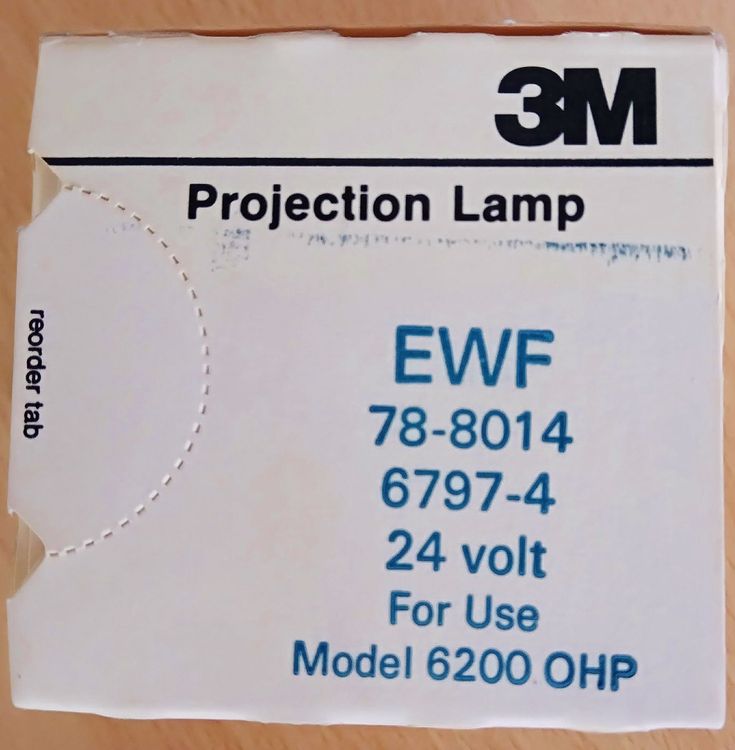 3M
Projection Lamp
reorder tab
EWF
78-8014
6797-4
24 volt
For Use
Model 6200 OHP